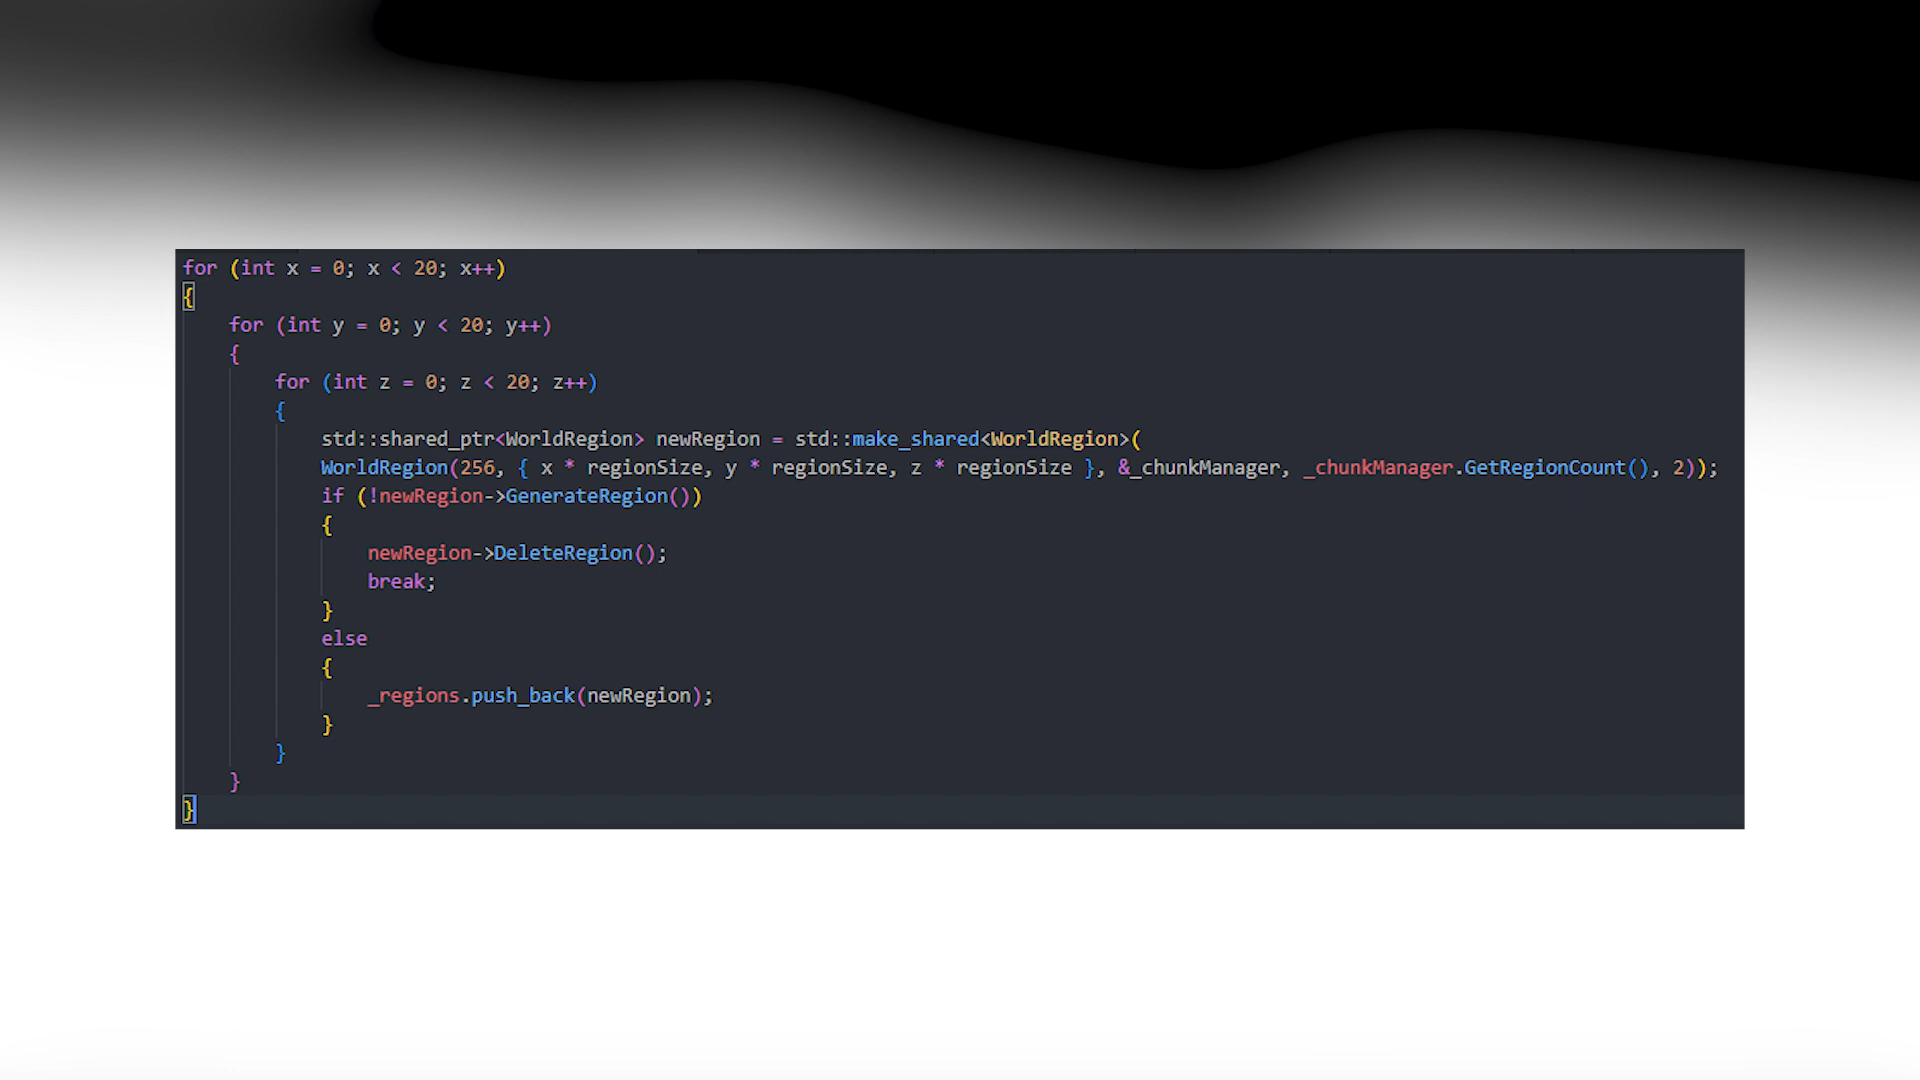 for (int x = 0; x < 20; x++)
{
for (int y = 0; y < 20; y++)
{
for (int z = 0; z < 20; z++)
{
std::shared_ptr<WorldRegion> newRegion = std::make_shared<WorldRegion>(
WorldRegion(256, { x * regionSize, y * regionSize, z * regionSize }, &_chunkManager, _chunkManager.GetRegionCount(), 2));
if (!newRegion->GenerateRegion())
{
newRegion->DeleteRegion();
break;
}
else
{
_regions.push_back(newRegion);
}
}
}
}